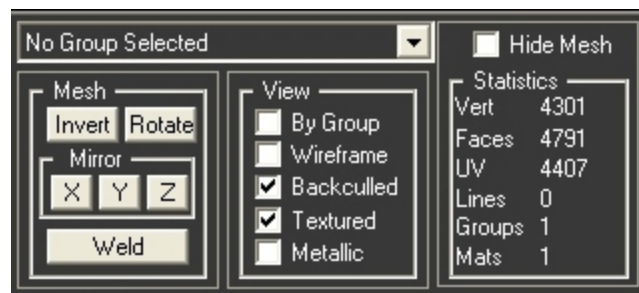 No Group Selected
Hide Mesh
Mesh
Invert Rotate
Mirror
X Y Z
Weld
View
By Group
Wireframe
Backculled
Textured
Metallic
Statistics
Vert 4301
Faces 4791
UV 4407
Lines 0
Groups 1
Mats 1